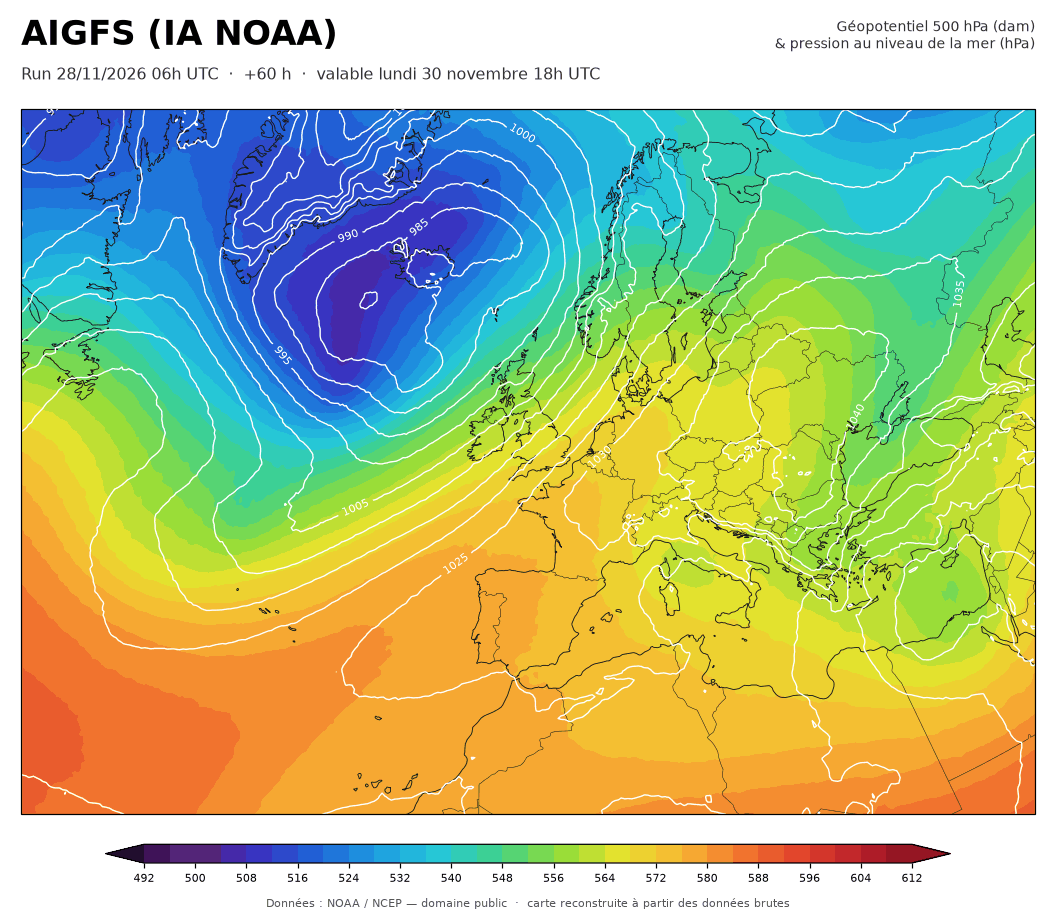 AIGFS (IA NOAA)
Géopotentiel 500 hPa (dam)
& pression au niveau de la mer (hPa)
Run 28/11/2026 06h UTC · +60 h · valable lundi 30 novembre 18h UTC
1000
985
990
1035
995
1040
1030
1005
1025
492 500 508 516 524 532 540 548 556 564 572 580 588 596 604 612
Données : NOAA / NCEP — domaine public · carte reconstruite à partir des données brutes